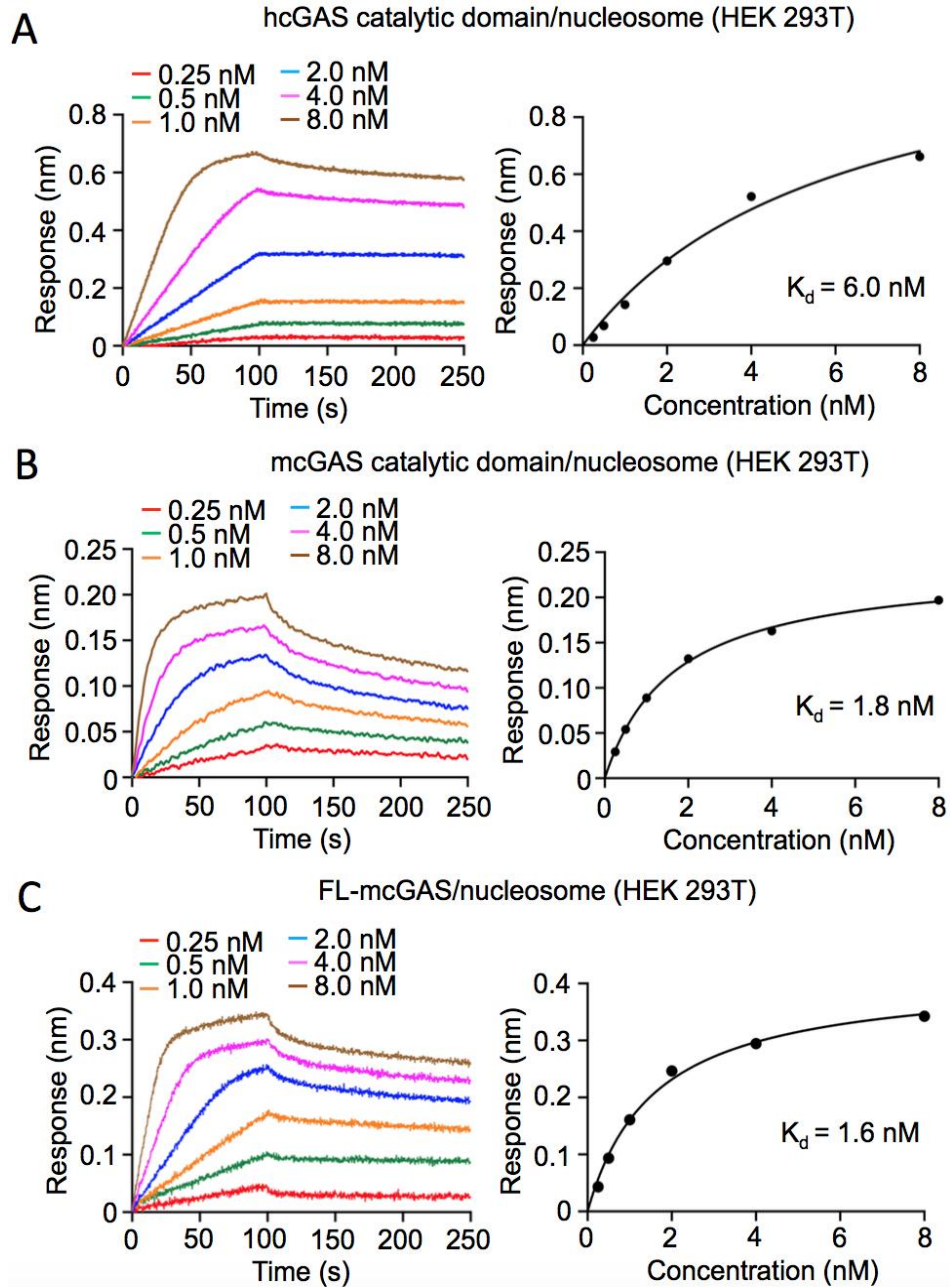 A
hcGAS catalytic domain/nucleosome (HEK 293T)
0.25 nM 2.0 nM
0.5 nM 4.0 nM
1.0 nM 8.0 nM
0.8
0.6
0.4
0.2
0
Response (nm)
0 50 100 150 200 250
Time (s)
0.8
0.6
0.4
0.2
0
Response (nm)
Kd = 6.0 nM
0 2 4 6 8
Concentration (nM)
B
mcGAS catalytic domain/nucleosome (HEK 293T)
0.25 nM 2.0 nM
0.5 nM 4.0 nM
1.0 nM 8.0 nM
0.25
0.20
0.15
0.10
0.05
0
Response (nm)
0 50 100 150 200 250
Time (s)
0.25
0.20
0.15
0.10
0.05
0
Response (nm)
Kd = 1.8 nM
0 2 4 6 8
Concentration (nM)
C
FL-mcGAS/nucleosome (HEK 293T)
0.25 nM 2.0 nM
0.5 nM 4.0 nM
1.0 nM 8.0 nM
0.4
0.3
0.2
0.1
0
Response (nm)
0 50 100 150 200 250
Time (s)
0.4
0.3
0.2
0.1
0
Response (nm)
Kd = 1.6 nM
0 2 4 6 8
Concentration (nM)